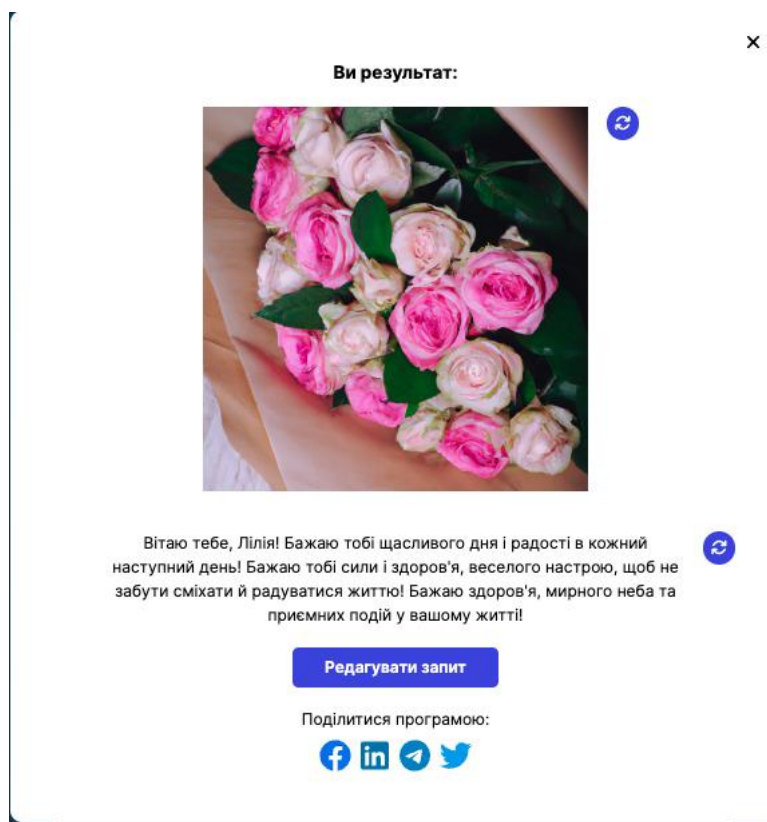 Ви результат:
Вітаю тебе, Лілія! Бажаю тобі щасливого дня і радості в кожний
наступний день! Бажаю тобі сили і здоров'я, веселого настрою, щоб не
забути сміхати й радуватися життю! Бажаю здоров'я, мирного неба та
приємних подій у вашому житті!
Редагувати запит
Поділитися програмою: